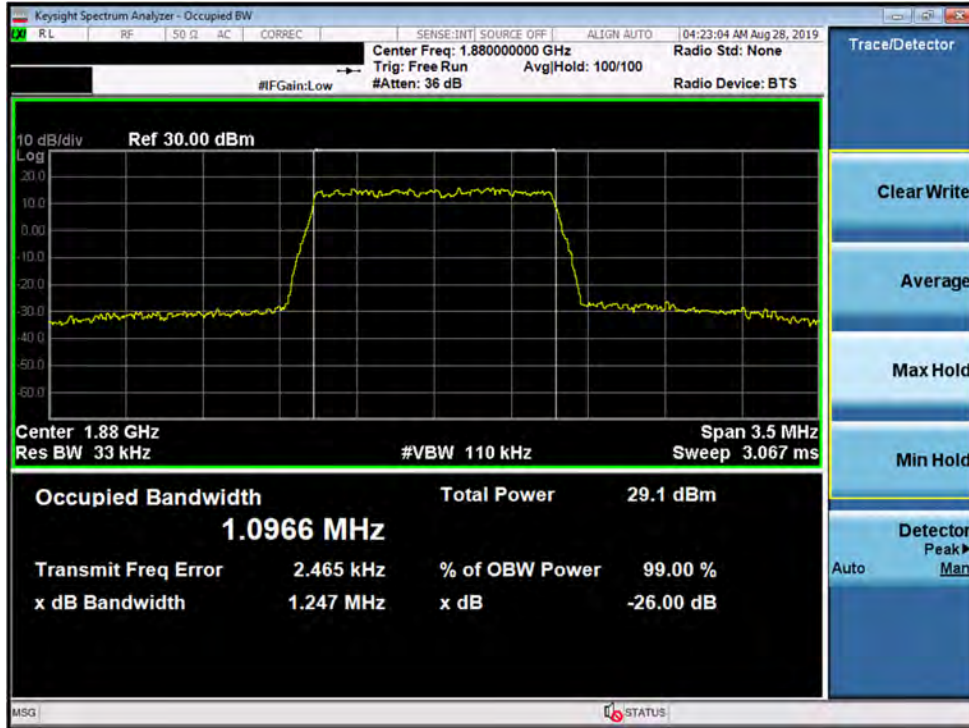 Keysight Spectrum Analyzer - Occupied BW
LXI RL RF 50 Ω AC CORREC SENSE:INT SOURCE OFF ALIGN AUTO 04:23:04 AM Aug 28, 2019
Center Freq: 1.880000000 GHz Radio Std: None
Trig: Free Run Avg|Hold: 100/100
#IFGain:Low #Atten: 36 dB Radio Device: BTS
Trace/Detector
10 dB/div Ref 30.00 dBm
Log
20.0
10.0
0.00
-10.0
-20.0
-30.0
-40.0
-50.0
-60.0
Center 1.88 GHz Span 3.5 MHz
Res BW 33 kHz #VBW 110 kHz Sweep 3.067 ms
Clear Write
Average
Max Hold
Min Hold
Detector
Peak▶
Auto Man
Occupied Bandwidth Total Power 29.1 dBm
1.0966 MHz
Transmit Freq Error 2.465 kHz % of OBW Power 99.00 %
x dB Bandwidth 1.247 MHz x dB -26.00 dB
MSG STATUS